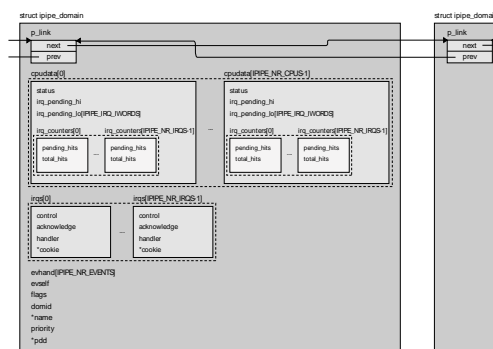 struct ipipe_domain
struct ipipe_domai
p_link
next
prev
p_link
next
prev
cpudata[0]
cpudata[IPIPE_NR_CPUS-1]
status
irq_pending_hi
irq_pending_lo[IPIPE_IRQ_IWORDS]
irq_counters[0]
irq_counters[IPIPE_NR_IRQS-1]
pending_hits
total_hits
...
pending_hits
total_hits
...
status
irq_pending_hi
irq_pending_lo[IPIPE_IRQ_IWORDS]
irq_counters[0]
irq_counters[IPIPE_NR_IRQS-1]
pending_hits
total_hits
...
pending_hits
total_hits
irqs[0]
irqs[IPIPE_NR_IRQS-1]
control
acknowledge
handler
*cookie
...
control
acknowledge
handler
*cookie
evhand[IPIPE_NR_EVENTS]
evself
flags
domid
*name
priority
*pdd